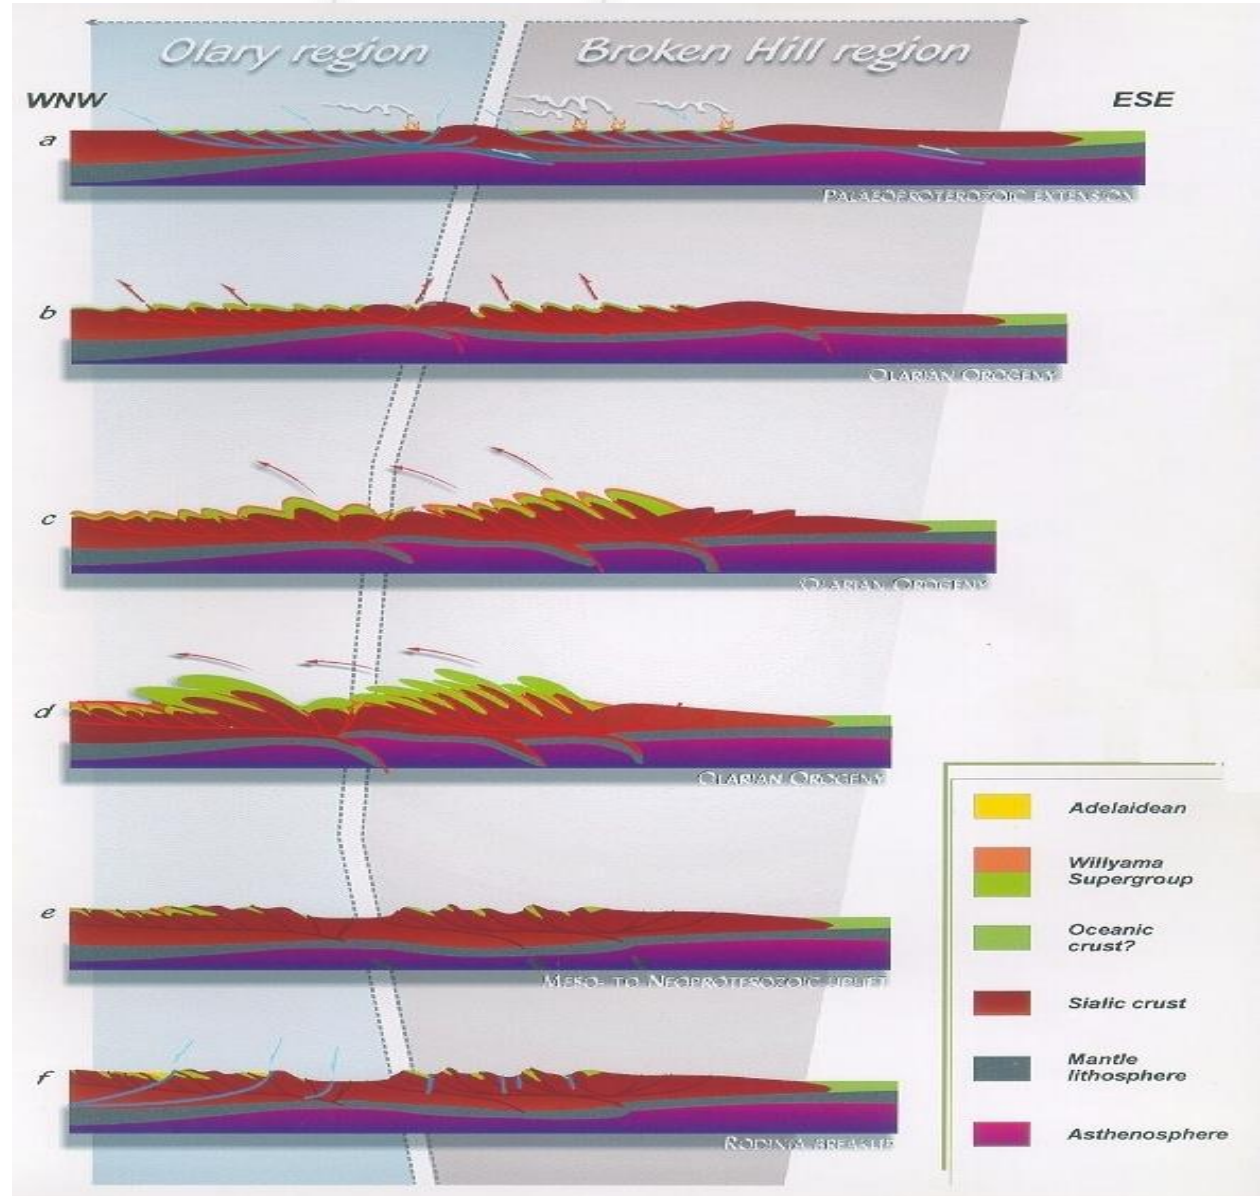 Olary region
Broken Hill region
WNW
ESE
a
PALAEOPROTEROZOIC EXTENSION
b
OLARIAN OROGENY
c
OLARIAN OROGENY
d
OLARIAN OROGENY
e
MESO- TO NEOPROTEROZOIC UPLIFT
f
RODINIA BREAKUP
Adelaidean
Willyama
Supergroup
Oceanic
crust?
Sialic crust
Mantle
lithosphere
Asthenosphere